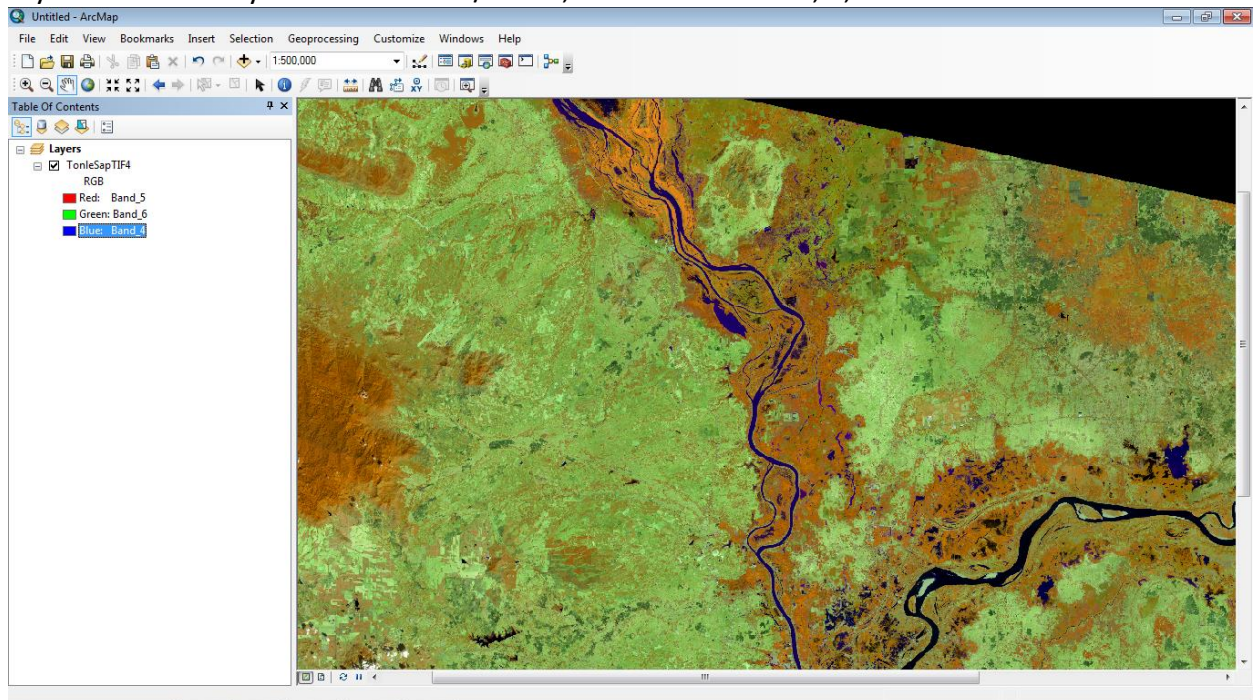 Untitled - ArcMap
File Edit View Bookmarks Insert Selection Geoprocessing Customize Windows Help
1:500,000
Table Of Contents
Layers
TonleSapTIF4
RGB
Red: Band_5
Green: Band_6
Blue: Band_4